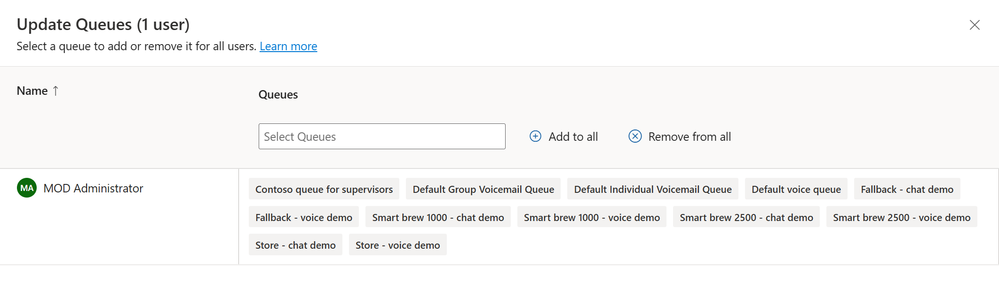 Update Queues (1 user)
Select a queue to add or remove it for all users. Learn more
Name ↑
Queues
Select Queues
Add to all
Remove from all
MA MOD Administrator
Contoso queue for supervisors Default Group Voicemail Queue Default Individual Voicemail Queue Default voice queue Fallback - chat demo
Fallback - voice demo Smart brew 1000 - chat demo Smart brew 1000 - voice demo Smart brew 2500 - chat demo Smart brew 2500 - voice demo
Store - chat demo Store - voice demo